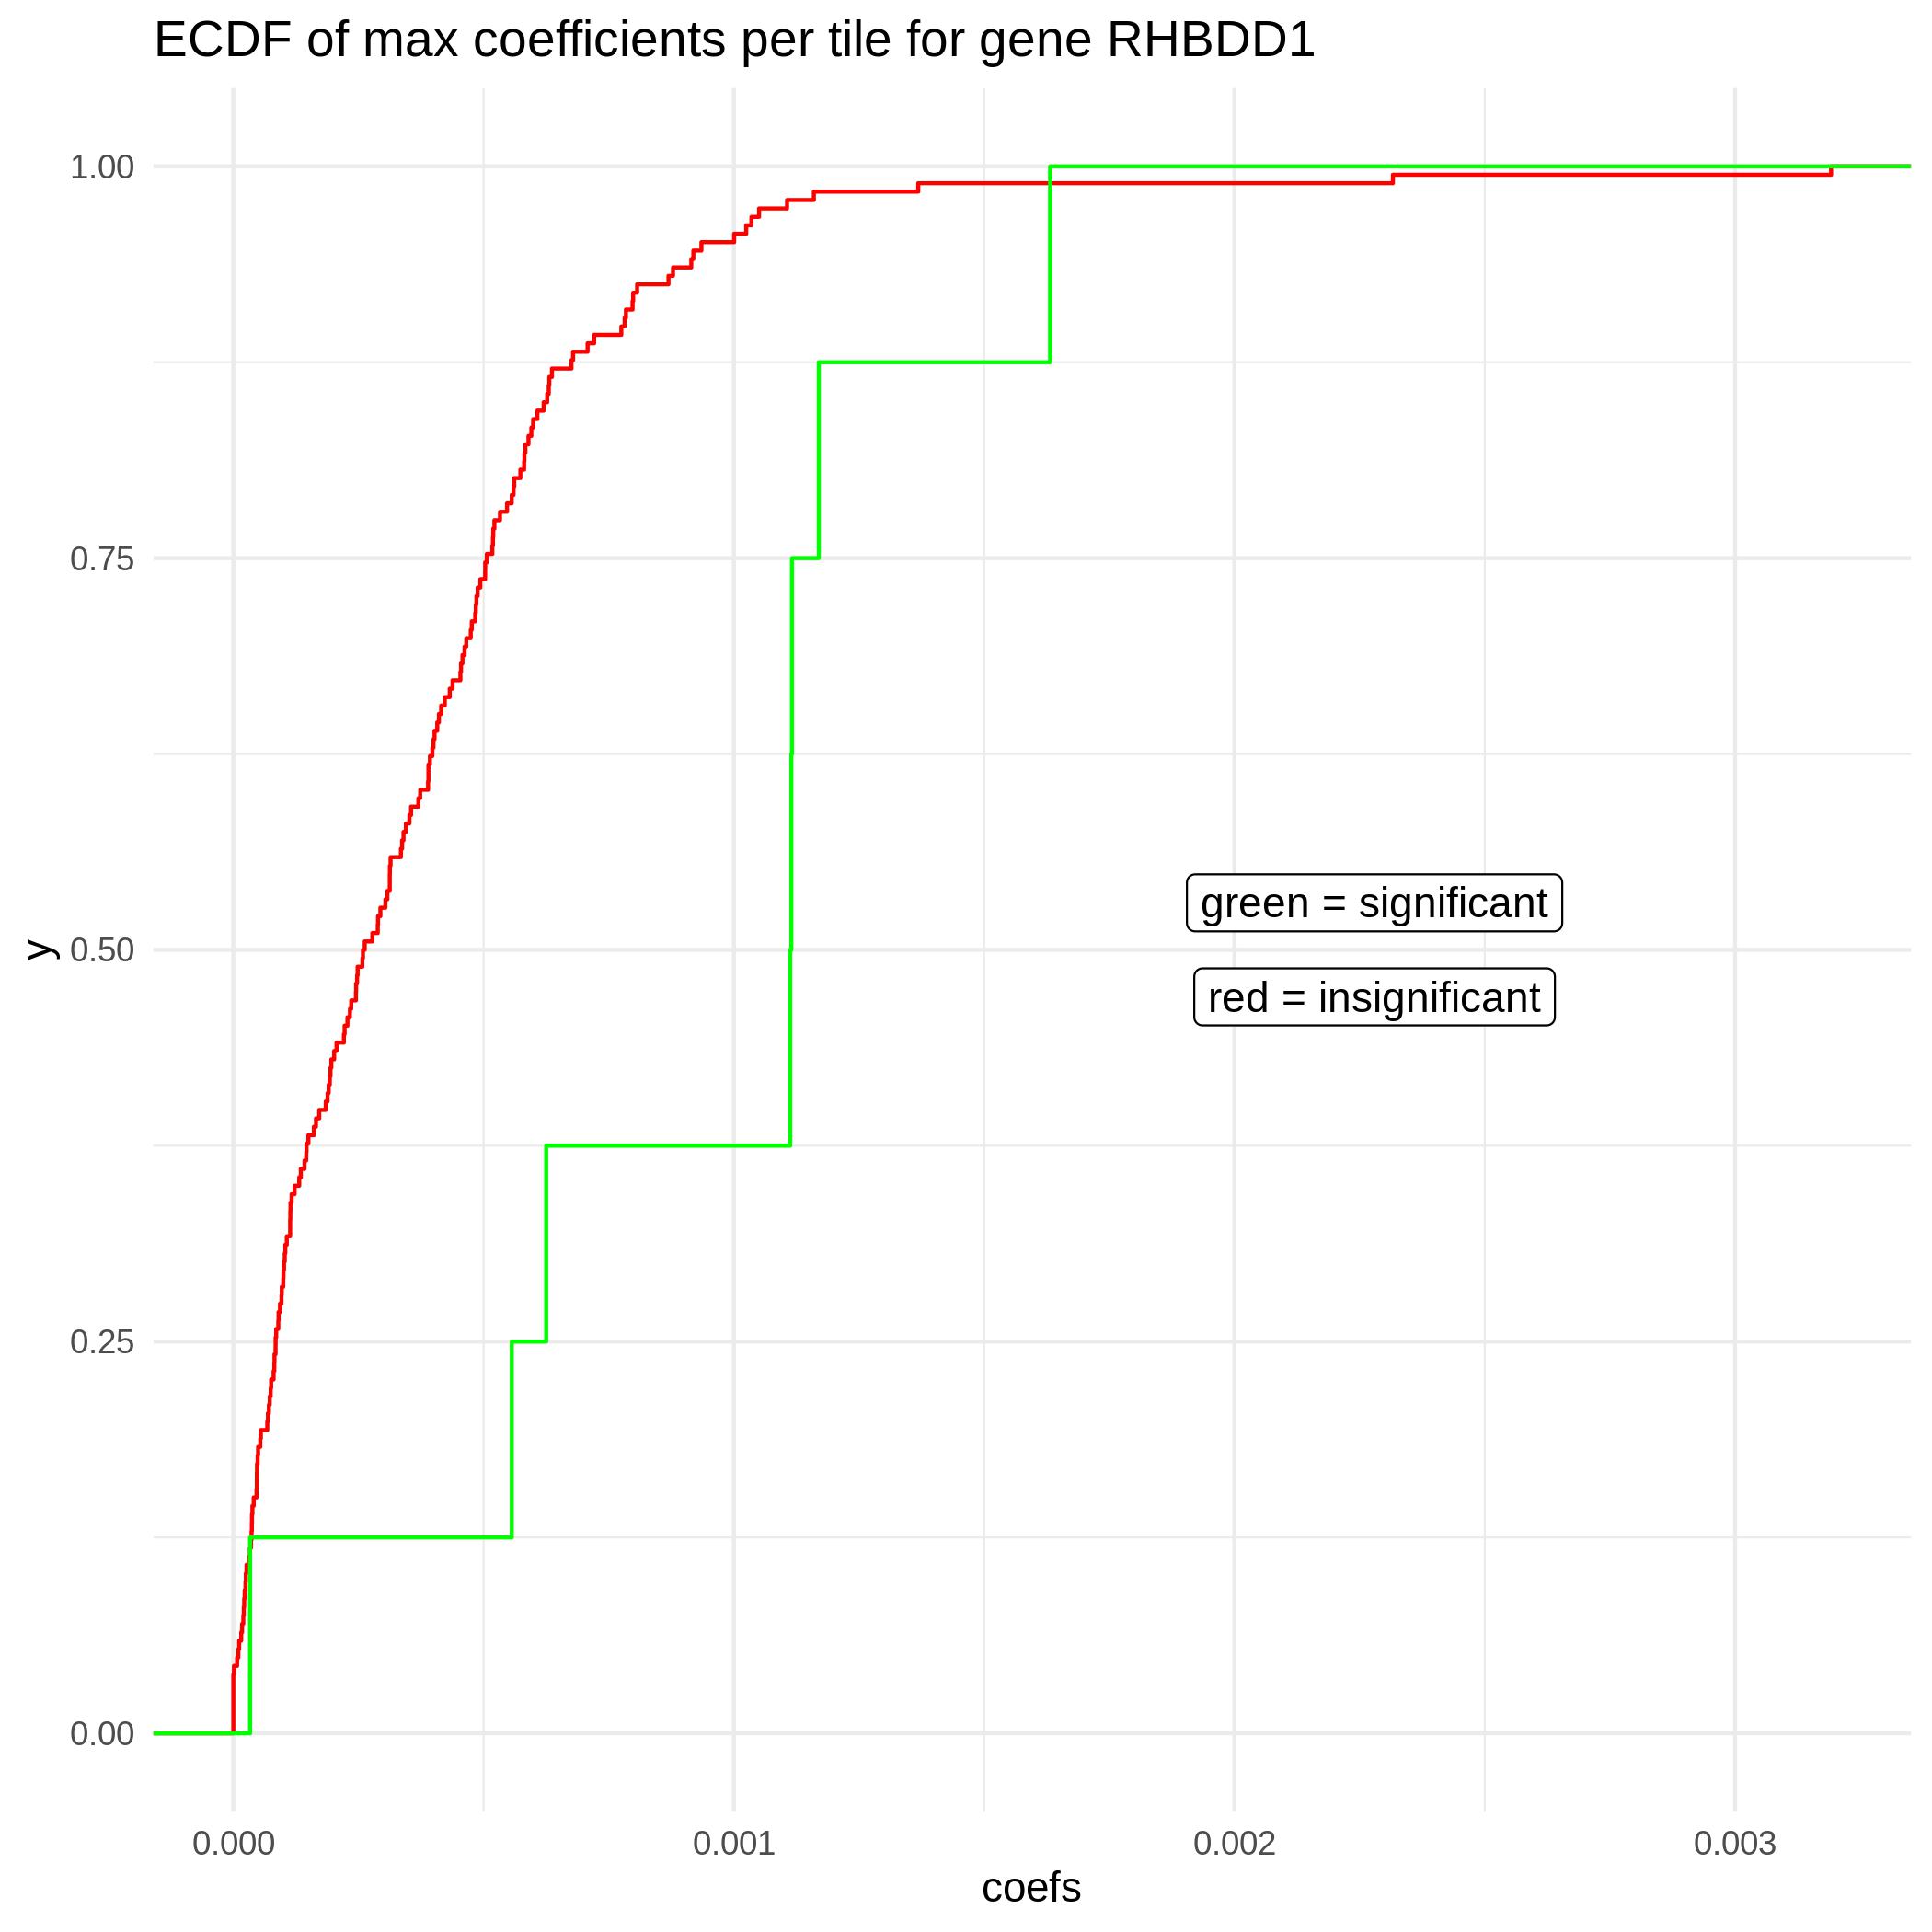 ECDF of max coefficients per tile for gene RHBDD1
1.00
0.75
0.50
0.25
0.00
y
green = significant
red = insignificant
0.000 0.001 0.002 0.003
coefs